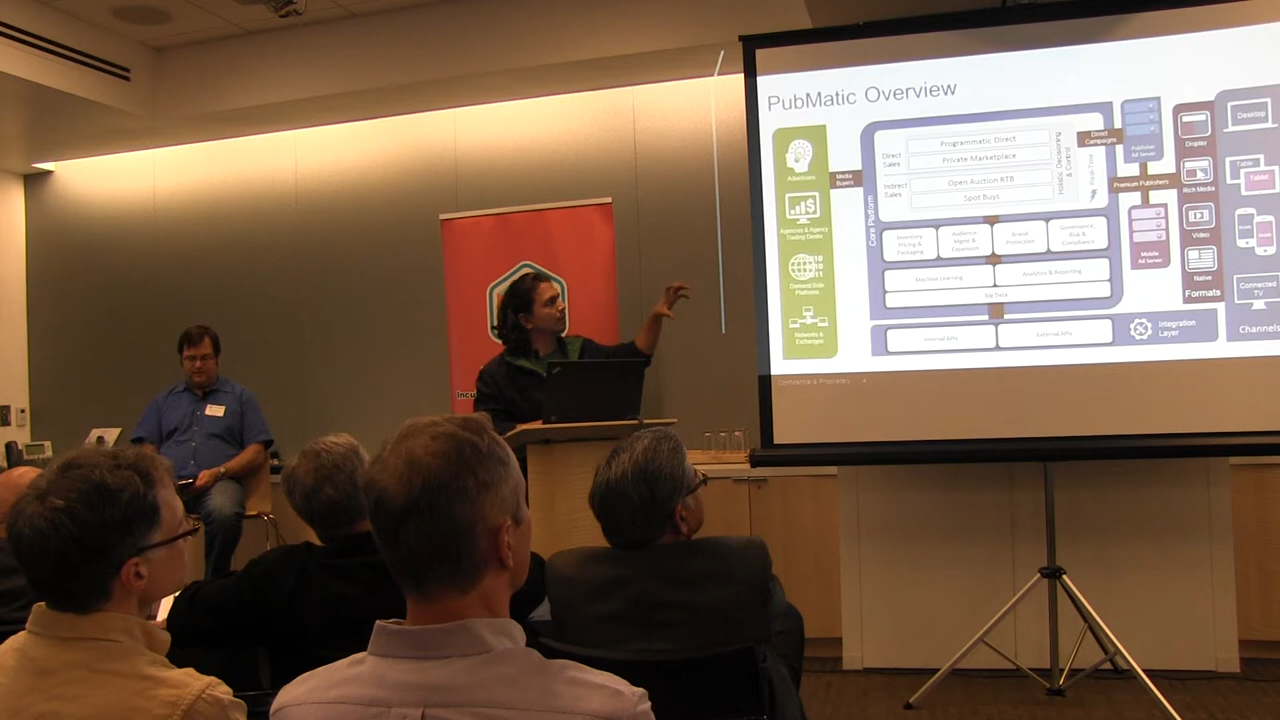 PubMatic Overview
Advertisers
Agencies & Agency
Trading Desks
Demand Side
Platforms
Networks &
Exchanges
Media
Buyers
Core Platform
Direct
Sales
Programmatic Direct
Private Marketplace
Indirect
Sales
Open Auction RTB
Spot Buys
Holistic Decisioning
& Control
Real-Time
Inventory
Pricing &
Packaging
Audience
Mgmt &
Expansion
Brand
Protection
Governance,
Risk &
Compliance
Machine Learning
Analytics & Reporting
Big Data
Internal APIs
External APIs
Integration
Layer
Direct
Campaigns
Publisher
Ad Server
Premium Publishers
Mobile
Ad Server
Display
Rich Media
Video
Native
Formats
Desktop
Tablet
Connected
TV
Channels
Confidential & Proprietary
Incu